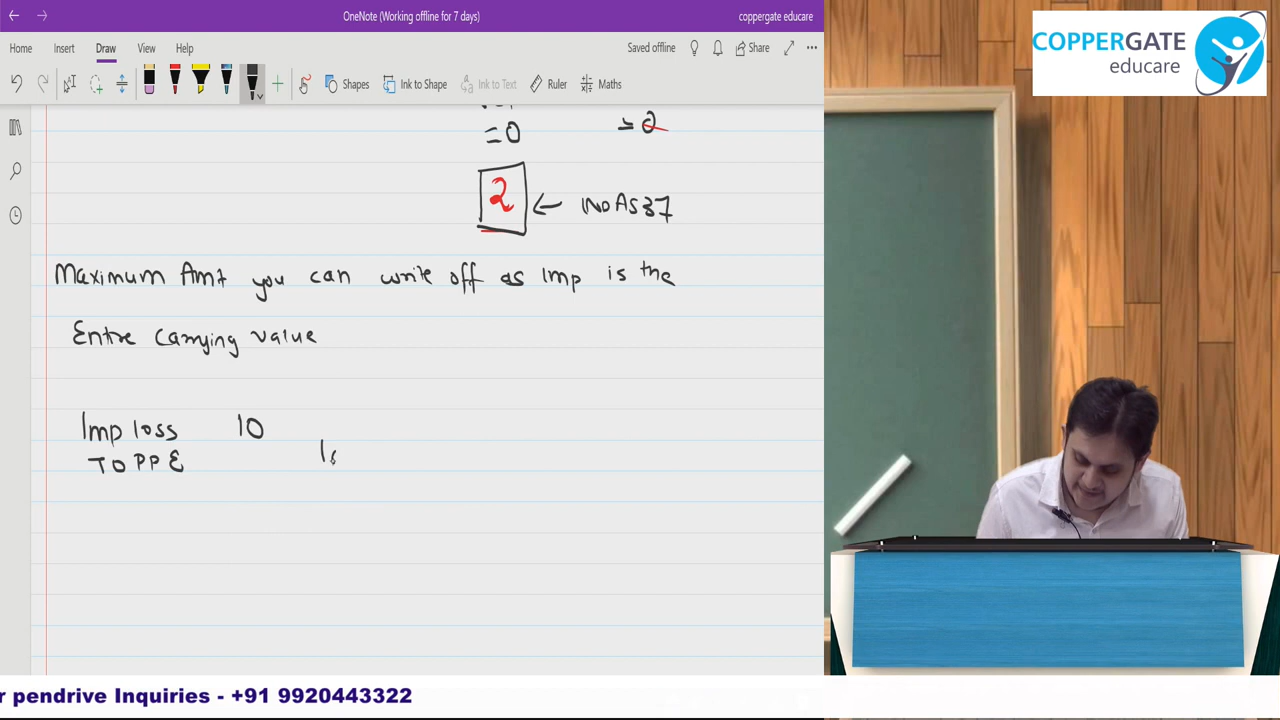 OneNote (Working offline for 7 days)
coppergate educare
Home Insert Draw View Help
Saved offline
Share
Shapes
Ink to Shape
Ink to Text
Ruler
Maths
COPPERGATE
educare
=0
2
2 ← IND AS 37
Maximum Amt you can write off as Imp is the
Entire carrying value
Imp loss 10
TO PPE
r pendrive Inquiries - +91 9920443322